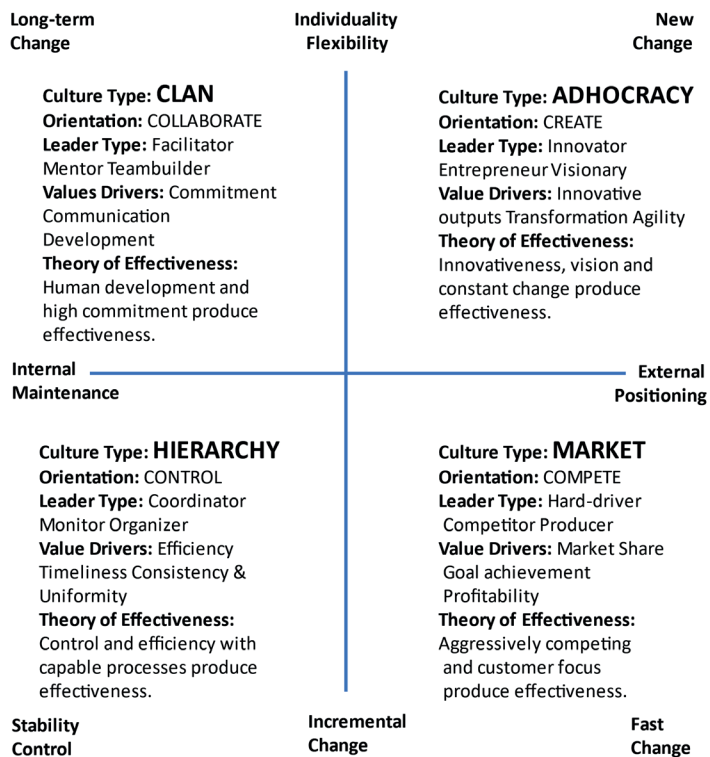 Long-term
Change
Individuality
Flexibility
New
Change
Culture Type: CLAN
Orientation: COLLABORATE
Leader Type: Facilitator
Mentor Teambuilder
Values Drivers: Commitment
Communication
Development
Theory of Effectiveness:
Human development and
high commitment produce
effectiveness.
Culture Type: ADHOCRACY
Orientation: CREATE
Leader Type: Innovator
Entrepreneur Visionary
Value Drivers: Innovative
outputs Transformation Agility
Theory of Effectiveness:
Innovativeness, vision and
constant change produce
effectiveness.
Internal
Maintenance
External
Positioning
Culture Type: HIERARCHY
Orientation: CONTROL
Leader Type: Coordinator
Monitor Organizer
Value Drivers: Efficiency
Timeliness Consistency &
Uniformity
Theory of Effectiveness:
Control and efficiency with
capable processes produce
effectiveness.
Culture Type: MARKET
Orientation: COMPETE
Leader Type: Hard-driver
Competitor Producer
Value Drivers: Market Share
Goal achievement
Profitability
Theory of Effectiveness:
Aggressively competing
and customer focus
produce effectiveness.
Stability
Control
Incremental
Change
Fast
Change